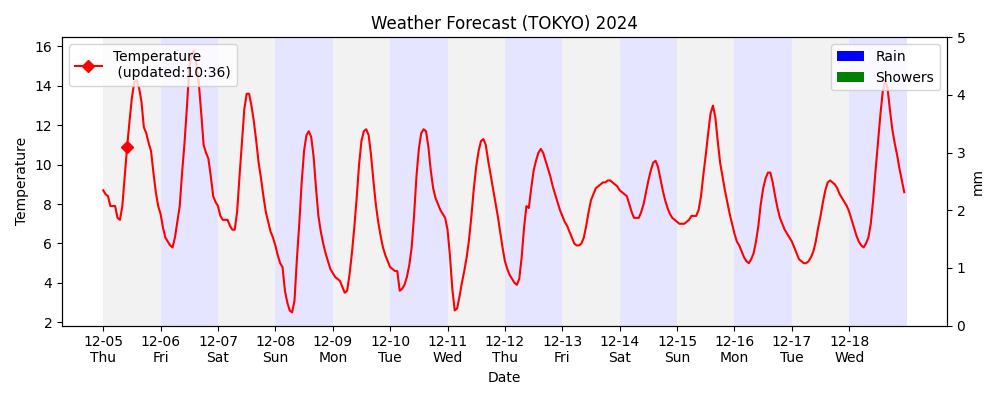 Weather Forecast (TOKYO) 2024
Temperature
(updated:10:36)
Rain
Showers
Temperature
16
14
12
10
8
6
4
2
5
4
3
2
1
0
mm
12-05 12-06 12-07 12-08 12-09 12-10 12-11 12-12 12-13 12-14 12-15 12-16 12-17 12-18
Thu Fri Sat Sun Mon Tue Wed Thu Fri Sat Sun Mon Tue Wed
Date